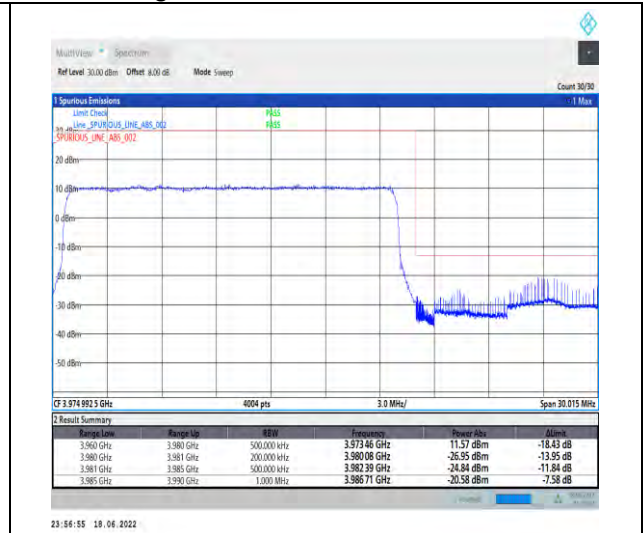 MultiView Spectrum
Ref Level 30.00 dBm Offset 8.00 dB Mode Sweep
Count 30/30
1 Spurious Emissions 1 Max
Limit Check PASS
Line _SPURIOUS_LINE_ABS_002 PASS
_SPURIOUS_LINE_ABS_002
20 dBm
10 dBm
0 dBm
-10 dBm
-20 dBm
-30 dBm
-40 dBm
-50 dBm
CF 3.974 992 5 GHz 4004 pts 3.0 MHz/ Span 30.015 MHz
2 Result Summary
Range Low Range Up RBW Frequency Power Abs ΔLimit
3.960 GHz 3.980 GHz 500.000 kHz 3.973 46 GHz 11.57 dBm -18.43 dB
3.980 GHz 3.981 GHz 200.000 kHz 3.980 08 GHz -26.95 dBm -13.95 dB
3.981 GHz 3.985 GHz 500.000 kHz 3.982 39 GHz -24.84 dBm -11.84 dB
3.985 GHz 3.990 GHz 1.000 MHz 3.986 71 GHz -20.58 dBm -7.58 dB
23:56:55 18.06.2022